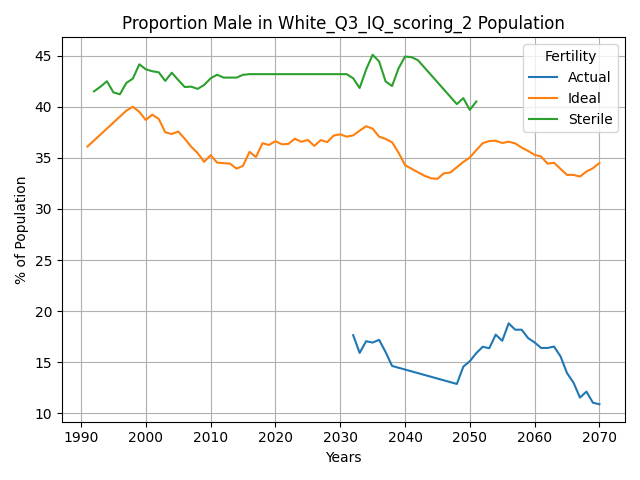 Proportion Male in White_Q3_IQ_scoring_2 Population
Fertility
Actual
Ideal
Sterile
% of Population
45
40
35
30
25
20
15
10
1990
2000
2010
2020
2030
2040
2050
2060
2070
Years